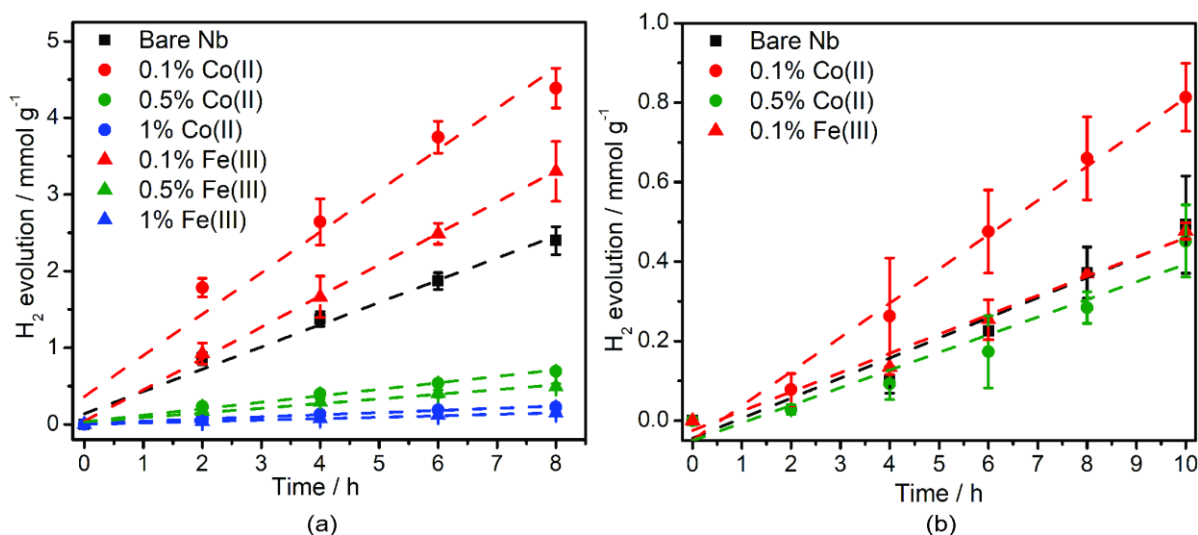 H₂ evolution / mmol g⁻¹
5
4
3
2
1
0
Bare Nb
0.1% Co(II)
0.5% Co(II)
1% Co(II)
0.1% Fe(III)
0.5% Fe(III)
1% Fe(III)
0 1 2 3 4 5 6 7 8
Time / h
(a)
H₂ evolution / mmol g⁻¹
1.0
0.8
0.6
0.4
0.2
0.0
Bare Nb
0.1% Co(II)
0.5% Co(II)
0.1% Fe(III)
0 1 2 3 4 5 6 7 8 9 10
Time / h
(b)